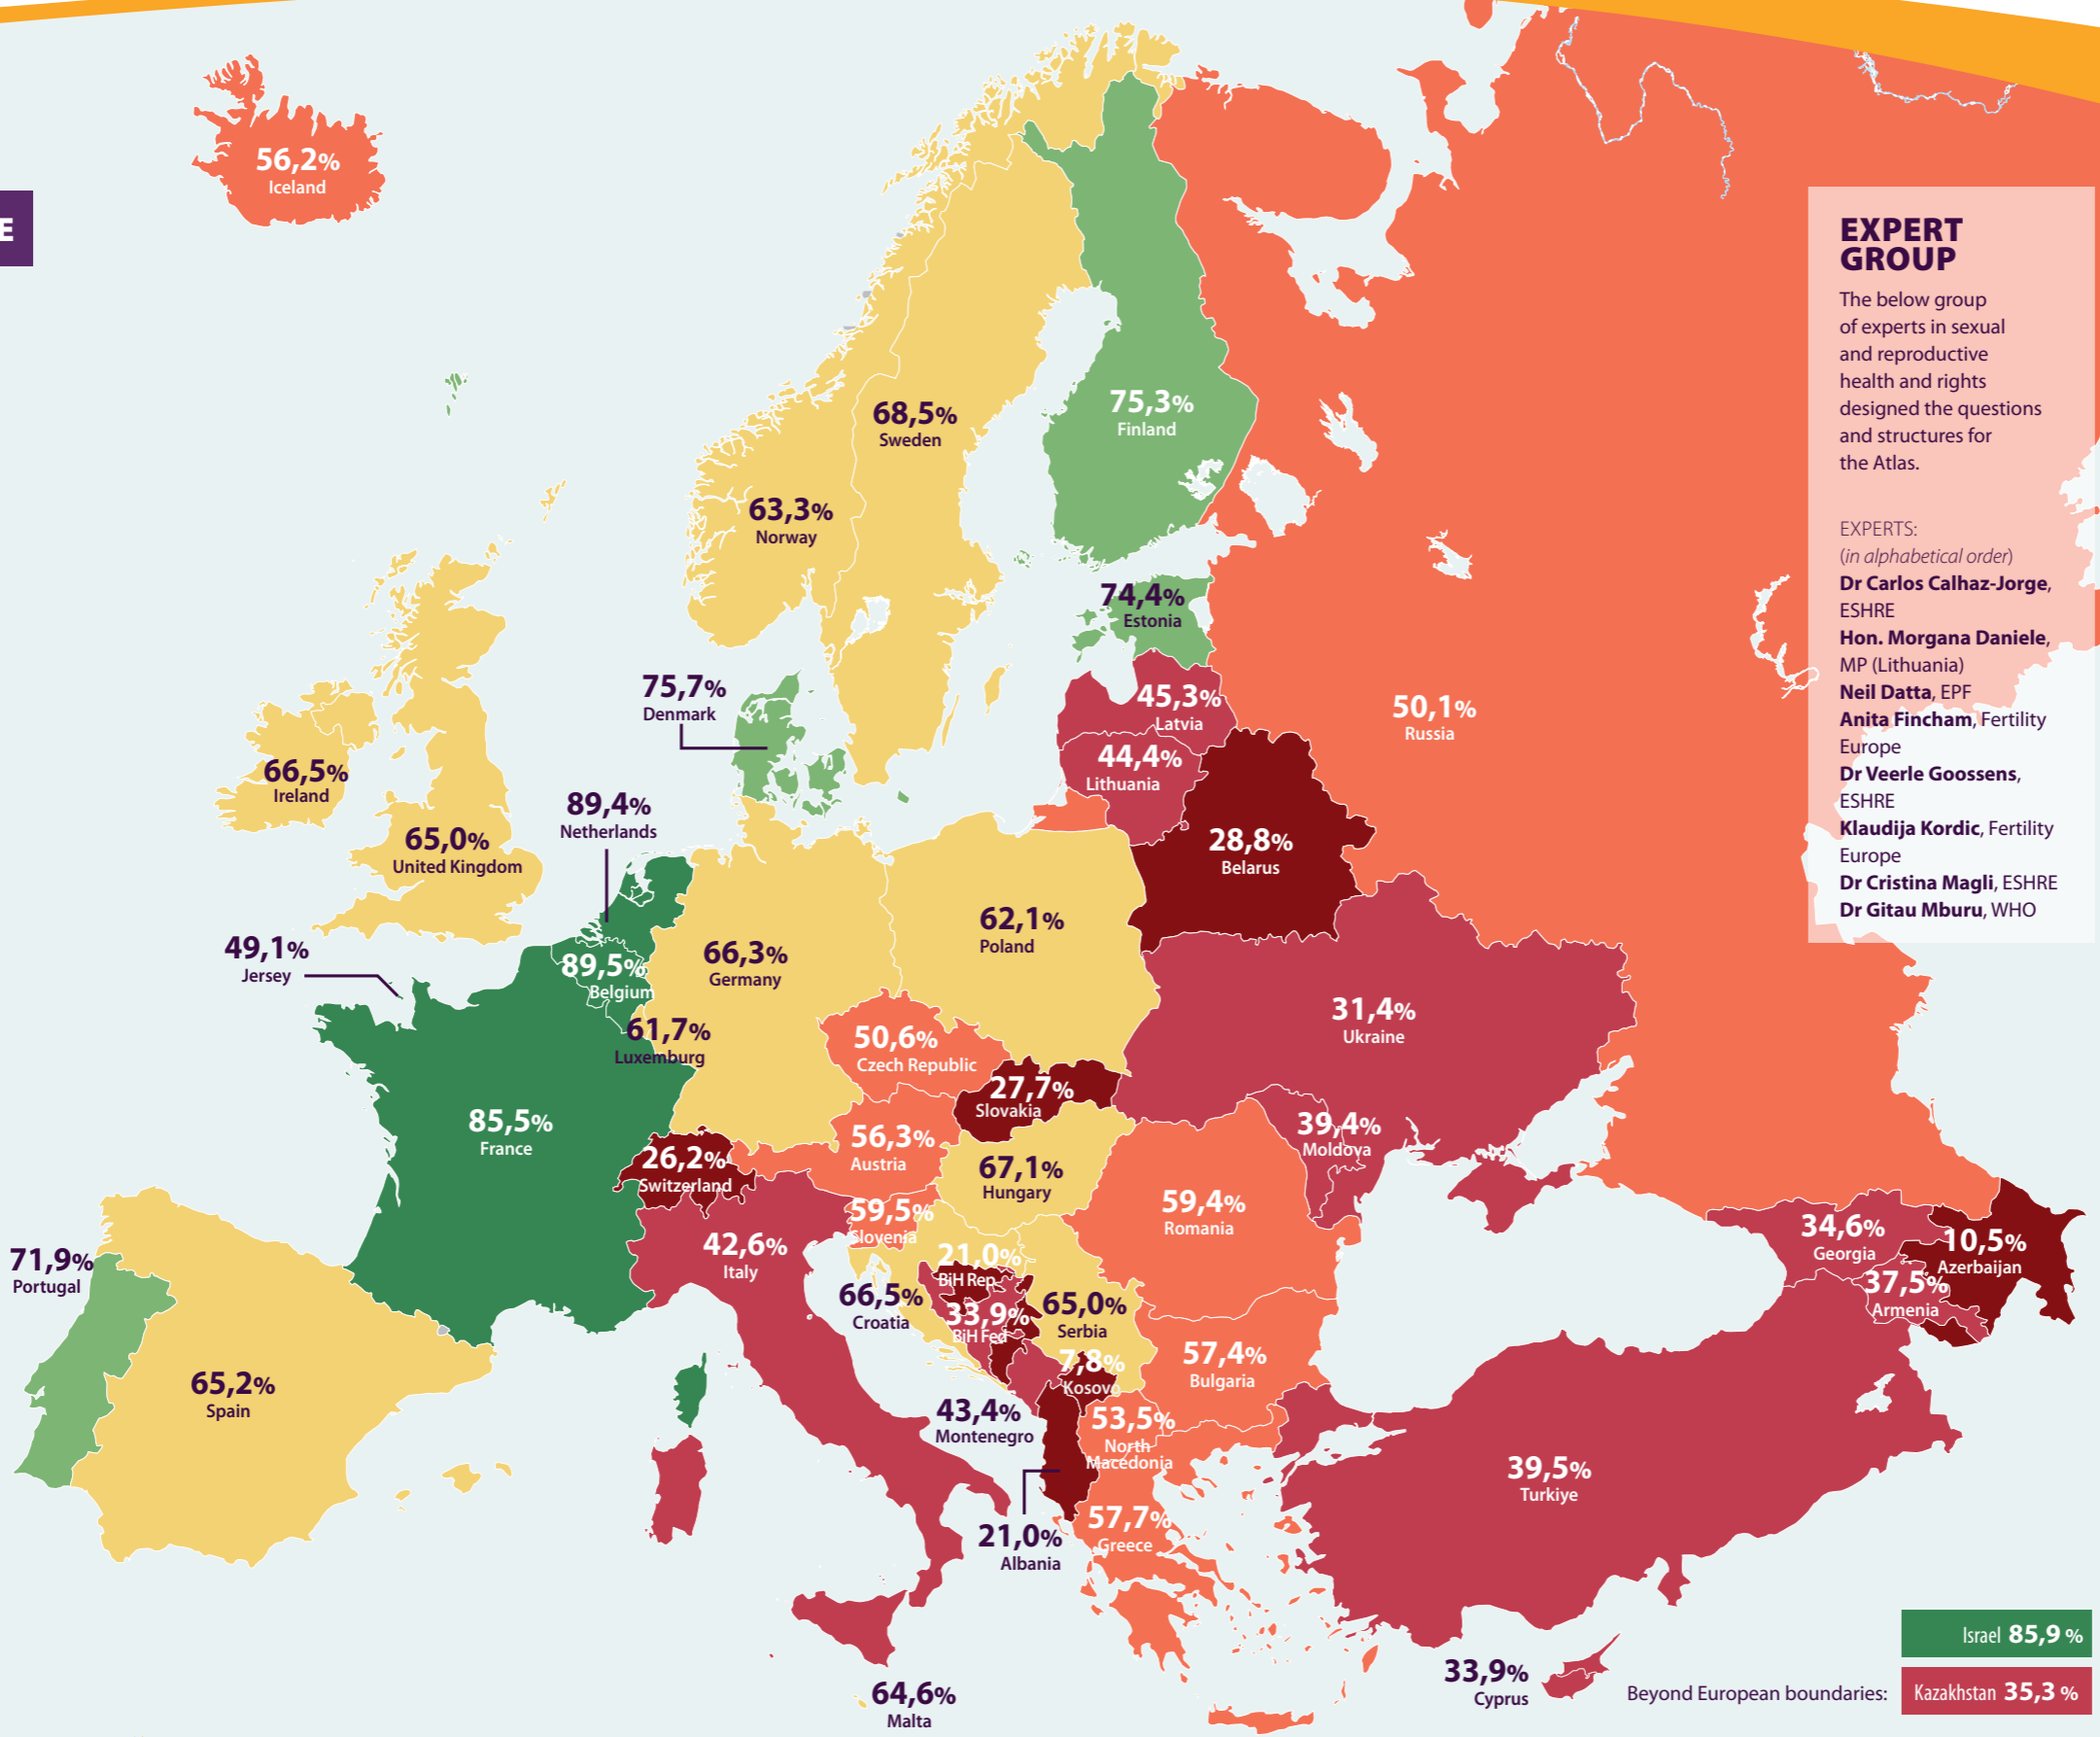 E
56,2%
Iceland
68,5%
Sweden
75,3%
Finland
63,3%
Norway
74,4%
Estonia
75,7%
Denmark
45,3%
Latvia
44,4%
Lithuania
50,1%
Russia
66,5%
Ireland
65,0%
United Kingdom
89,4%
Netherlands
28,8%
Belarus
49,1%
Jersey
89,5%
Belgium
66,3%
Germany
62,1%
Poland
61,7%
Luxemburg
50,6%
Czech Republic
31,4%
Ukraine
27,7%
Slovakia
85,5%
France
56,3%
Austria
39,4%
Moldova
26,2%
Switzerland
67,1%
Hungary
59,4%
Romania
59,5%
Slovenia
42,6%
Italy
71,9%
Portugal
21,0%
BiH Rep
66,5%
Croatia
33,9%
BiH Fed
65,0%
Serbia
34,6%
Georgia
10,5%
Azerbaijan
37,5%
Armenia
65,2%
Spain
7,8%
Kosovo
57,4%
Bulgaria
43,4%
Montenegro
53,5%
North
Macedonia
39,5%
Turkiye
21,0%
Albania
57,7%
Greece
64,6%
Malta
33,9%
Cyprus
Beyond European boundaries:
Israel 85,9 %
Kazakhstan 35,3 %
EXPERT
GROUP
The below group
of experts in sexual
and reproductive
health and rights
designed the questions
and structures for
the Atlas.
EXPERTS:
(in alphabetical order)
Dr Carlos Calhaz-Jorge,
ESHRE
Hon. Morgana Daniele,
MP (Lithuania)
Neil Datta, EPF
Anita Fincham, Fertility
Europe
Dr Veerle Goossens,
ESHRE
Klaudija Kordic, Fertility
Europe
Dr Cristina Magli, ESHRE
Dr Gitau Mburu, WHO